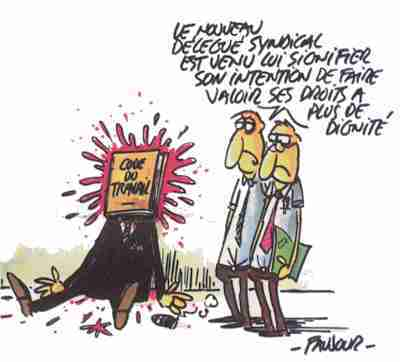 LE NOUVEAU
DÉLÉGUÉ SYNDICAL
EST VENU LUI SIGNIFIER
SON INTENTION DE FAIRE
VALOIR SES DROITS A
PLUS DE
DIGNITÉ
CODE
DU
TRAVAIL
- FAUJOUR -